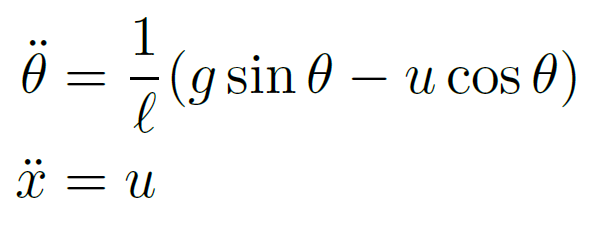 θ̈ = 1/ℓ (g sin θ − u cos θ)
ẍ = u